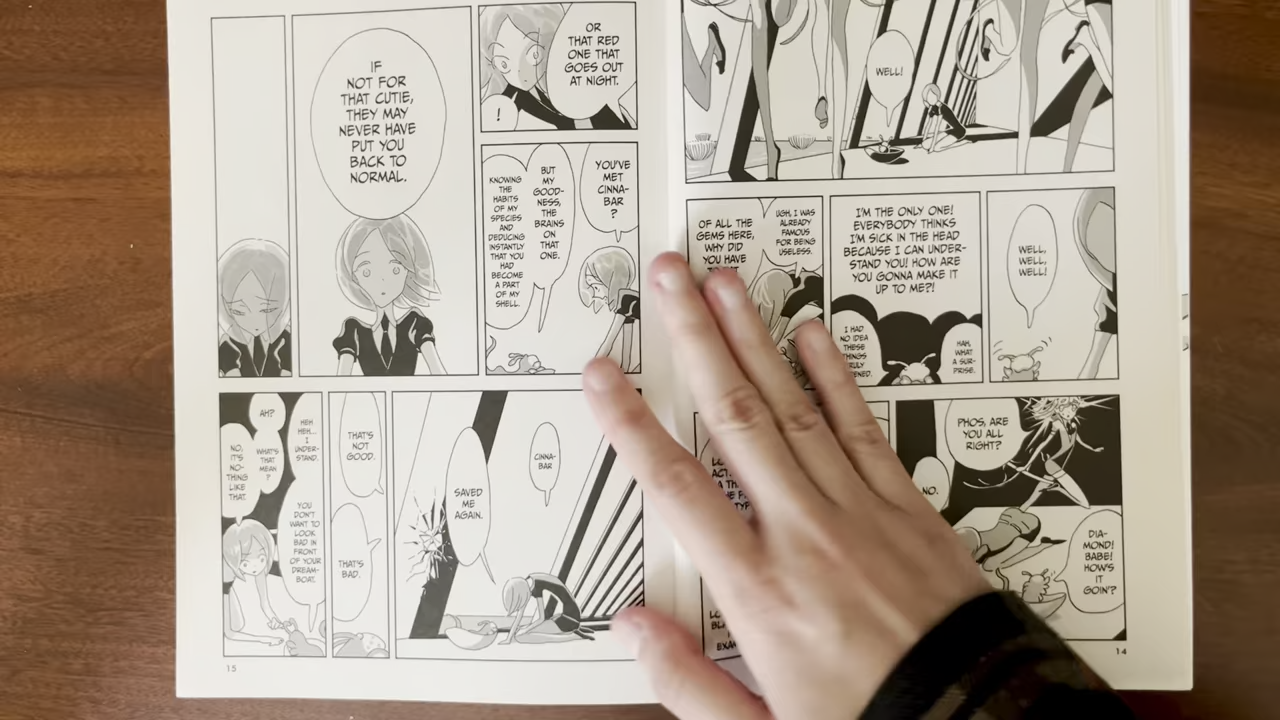 WELL!
WELL,
WELL,
WELL!
I'M THE ONLY ONE!
EVERYBODY THINKS
I'M SICK IN THE HEAD
BECAUSE I CAN UNDER-
STAND YOU! HOW ARE
YOU GONNA MAKE IT
UP TO ME?!
HAH,
WHAT
A SUR-
PRISE.
I HAD
NO IDEA
THESE
UGH, I WAS
ALREADY
FAMOUS
FOR BEING
USELESS.
OF ALL THE
GEMS HERE,
WHY DID
YOU HAVE
PHOS, ARE
YOU ALL
RIGHT?
NO.
DIA-
MOND!
BABE!
HOW'S
IT
GOIN'?
14
OR
THAT RED
ONE THAT
GOES OUT
AT NIGHT.
!
YOU'VE
MET
CINNA-
BAR
?
BUT
MY
GOOD-
NESS,
THE
BRAINS
ON
THAT
ONE.
KNOWING
THE
HABITS
OF MY
SPECIES
AND
DEDUCING
INSTANTLY
THAT YOU
HAD
BECOME
A PART
OF MY
SHELL.
IF
NOT FOR
THAT CUTIE,
THEY MAY
NEVER HAVE
PUT YOU
BACK TO
NORMAL.
CINNA-
BAR
SAVED
ME
AGAIN.
THAT'S
NOT
GOOD.
THAT'S
BAD.
HEH
HEH...
I
UNDER-
STAND.
YOU
DON'T
WANT TO
LOOK
BAD IN
FRONT
OF YOUR
DREAM-
BOAT.
AH?
WHAT'S
THAT
MEAN
?
NO,
IT'S
NO-
THING
LIKE
THAT.
15